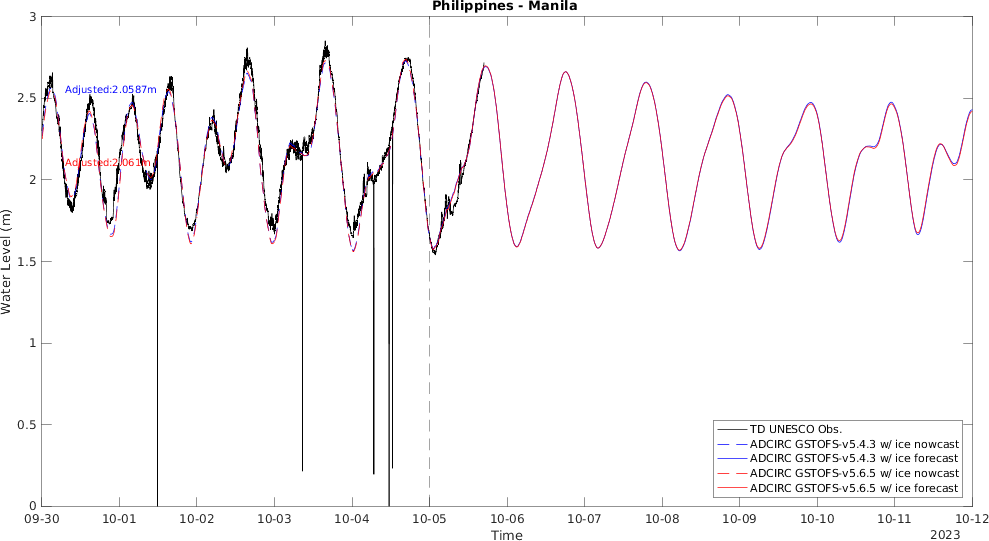 Philippines - Manila
3
2.5
2
1.5
1
0.5
0
Water Level (m)
Adjusted:2.0587m
Adjusted:2.061m
TD UNESCO Obs.
ADCIRC GSTOFS-v5.4.3 w/ ice nowcast
ADCIRC GSTOFS-v5.4.3 w/ ice forecast
ADCIRC GSTOFS-v5.6.5 w/ ice nowcast
ADCIRC GSTOFS-v5.6.5 w/ ice forecast
09-30 10-01 10-02 10-03 10-04 10-05 10-06 10-07 10-08 10-09 10-10 10-11 10-12
Time
2023